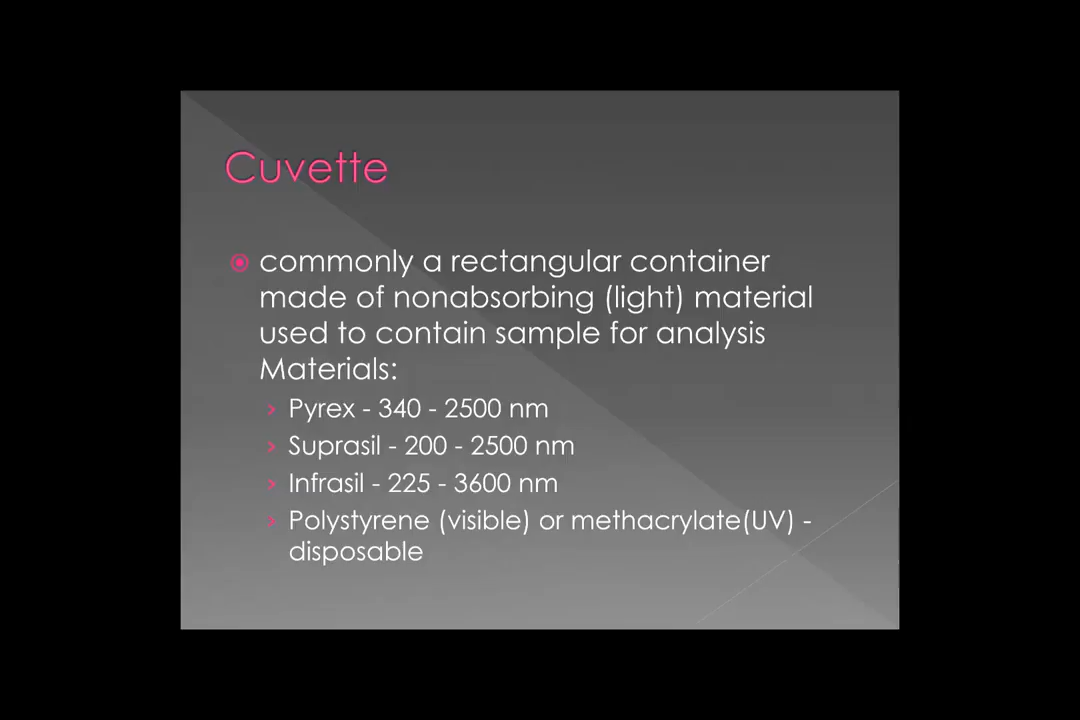 Cuvette
commonly a rectangular container
made of nonabsorbing (light) material
used to contain sample for analysis
Materials:
Pyrex - 340 - 2500 nm
Suprasil - 200 - 2500 nm
Infrasil - 225 - 3600 nm
Polystyrene (visible) or methacrylate(UV) -
disposable